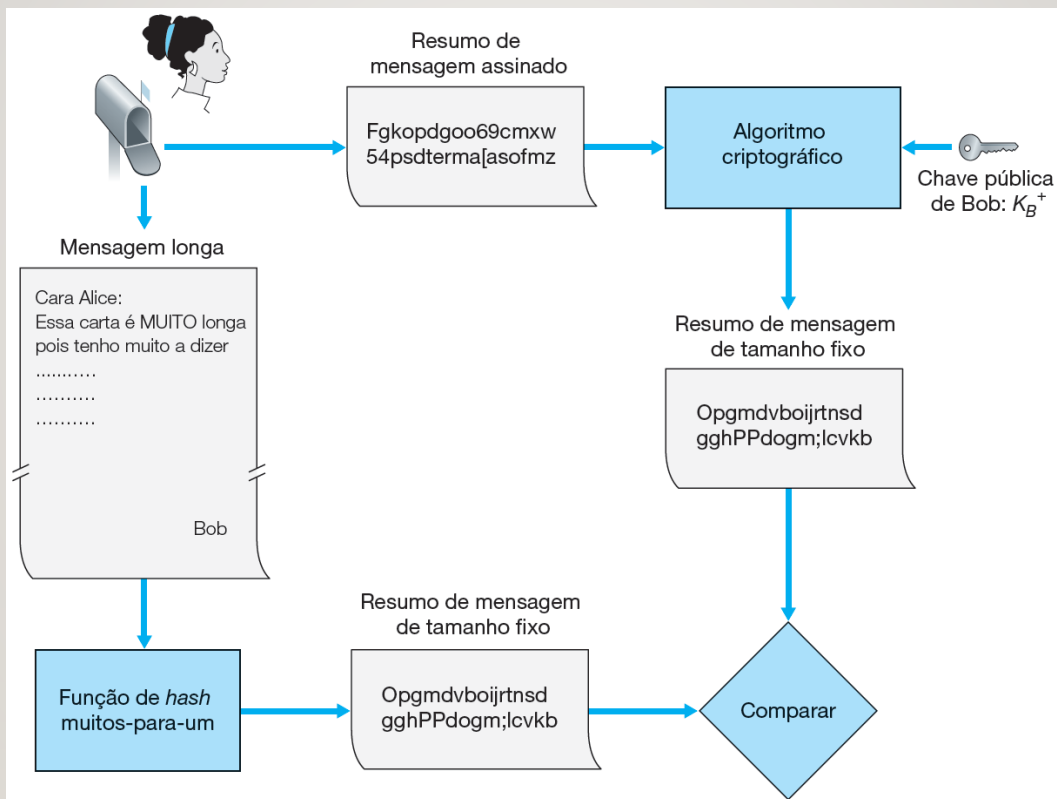 Resumo de
mensagem assinado
Fgkopdgoo69cmxw
54psdterma[asofmz
Algoritmo
criptográfico
Chave pública
de Bob: K_B^+
Mensagem longa
Cara Alice:
Essa carta é MUITO longa
pois tenho muito a dizer
..........
..........
..........
Bob
Resumo de mensagem
de tamanho fixo
Opgmdvboijrtnsd
gghPPdogm;lcvkb
Função de hash
muitos-para-um
Resumo de mensagem
de tamanho fixo
Opgmdvboijrtnsd
gghPPdogm;lcvkb
Comparar